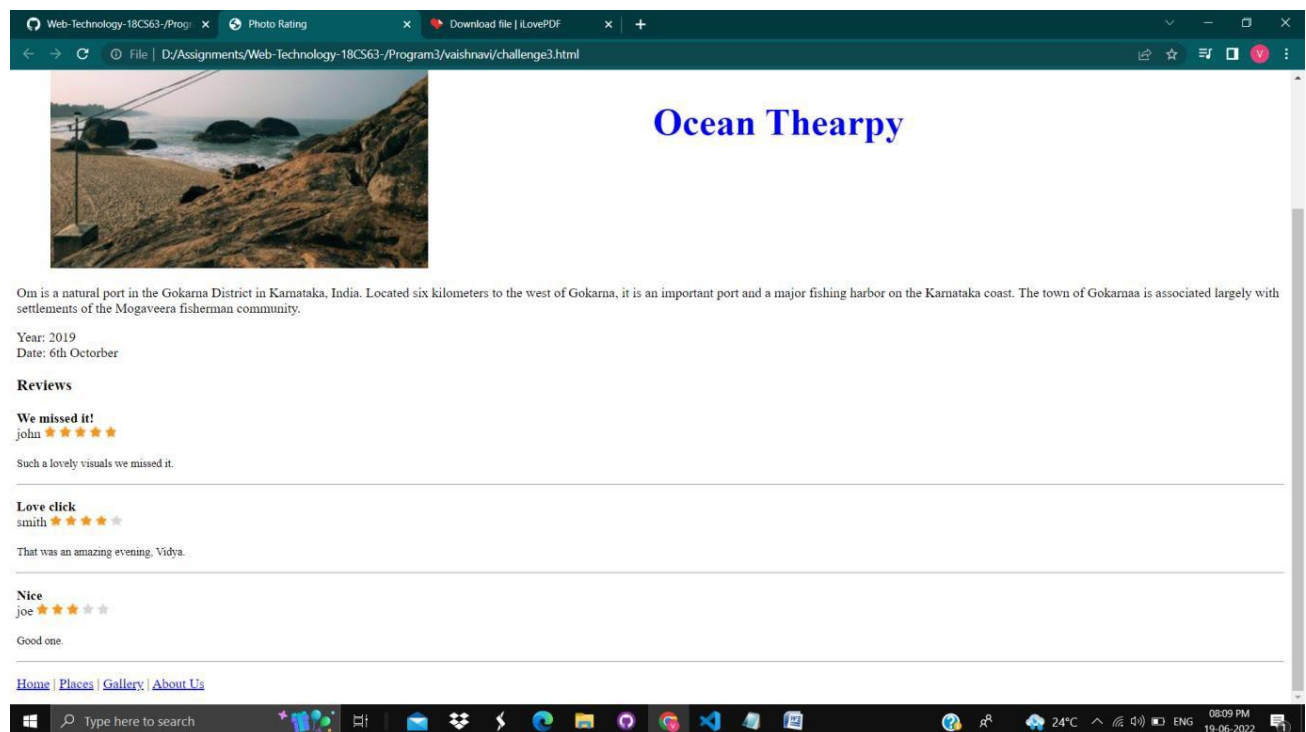 Web-Technology-18CS63-/Progr
Photo Rating
Download file | iLovePDF
File | D:/Assignments/Web-Technology-18CS63-/Program3/vaishnavi/challenge3.html
V
Ocean Thearpy
Om is a natural port in the Gokarna District in Karnataka, India. Located six kilometers to the west of Gokarna, it is an important port and a major fishing harbor on the Karnataka coast. The town of Gokarnaa is associated largely with
settlements of the Mogaveera fisherman community.
Year: 2019
Date: 6th Octorber
Reviews
We missed it!
john
Such a lovely visuals we missed it.
Love click
smith
That was an amazing evening, Vidya.
Nice
joe
Good one.
Home | Places | Gallery | About Us
Type here to search
24°C
ENG
08:09 PM
19-06-2022